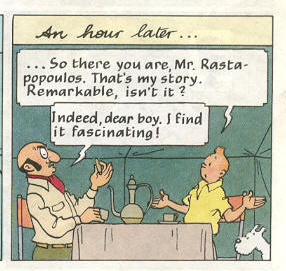 An hour later...
...So there you are, Mr. Rasta-
popoulos. That's my story.
Remarkable, isn't it?
Indeed, dear boy. I find
it fascinating!